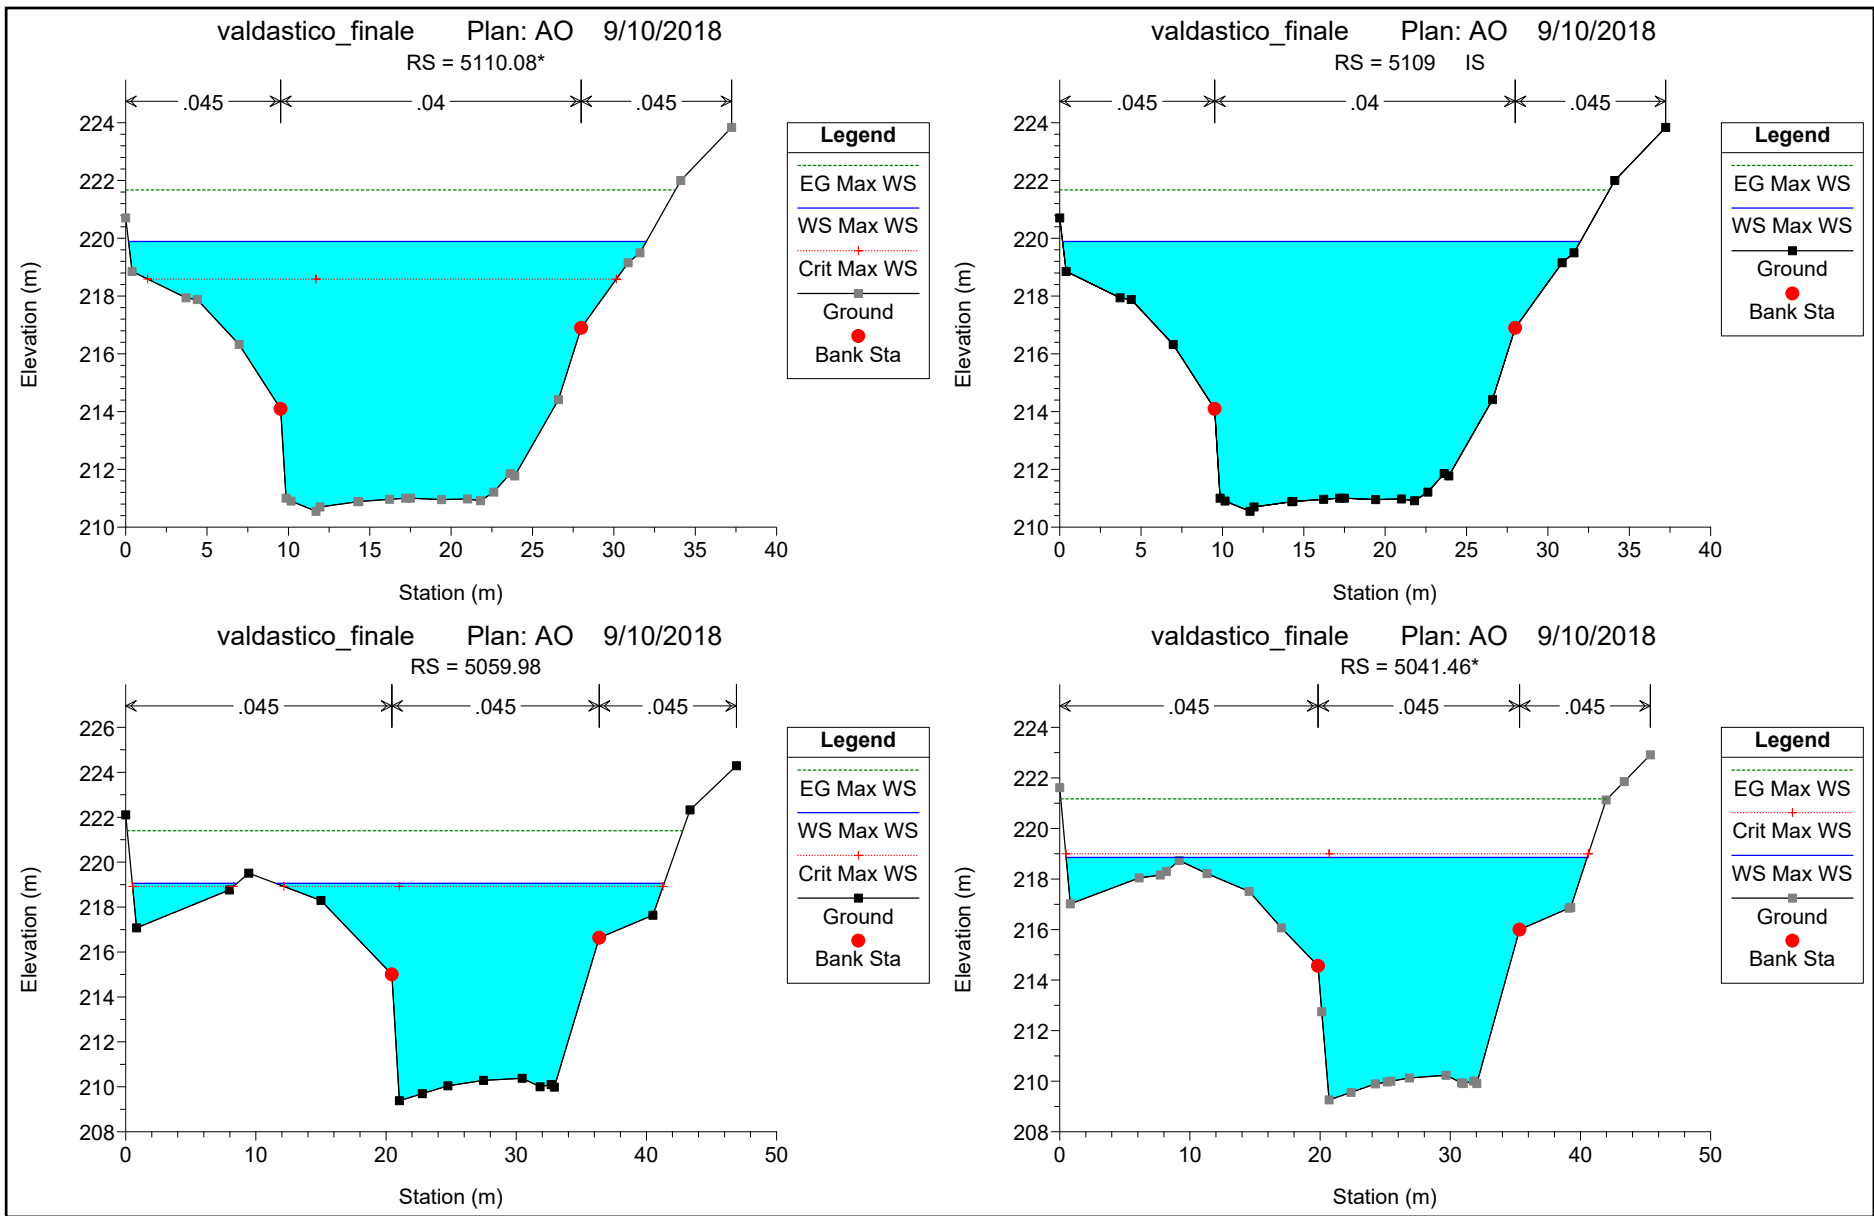 valdastico_finale Plan: AO 9/10/2018
RS = 5110.08*
.045 .04 .045
224
222
220
218
216
214
212
210
0 5 10 15 20 25 30 35 40
Elevation (m)
Station (m)
Legend
EG Max WS
WS Max WS
Crit Max WS
Ground
Bank Sta
valdastico_finale Plan: AO 9/10/2018
RS = 5109 IS
.045 .04 .045
224
222
220
218
216
214
212
210
0 5 10 15 20 25 30 35 40
Elevation (m)
Station (m)
Legend
EG Max WS
WS Max WS
Ground
Bank Sta
valdastico_finale Plan: AO 9/10/2018
RS = 5059.98
.045 .045 .045
226
224
222
220
218
216
214
212
210
208
0 10 20 30 40 50
Elevation (m)
Station (m)
Legend
EG Max WS
WS Max WS
Crit Max WS
Ground
Bank Sta
valdastico_finale Plan: AO 9/10/2018
RS = 5041.46*
.045 .045 .045
224
222
220
218
216
214
212
210
208
0 10 20 30 40 50
Elevation (m)
Station (m)
Legend
EG Max WS
Crit Max WS
WS Max WS
Ground
Bank Sta